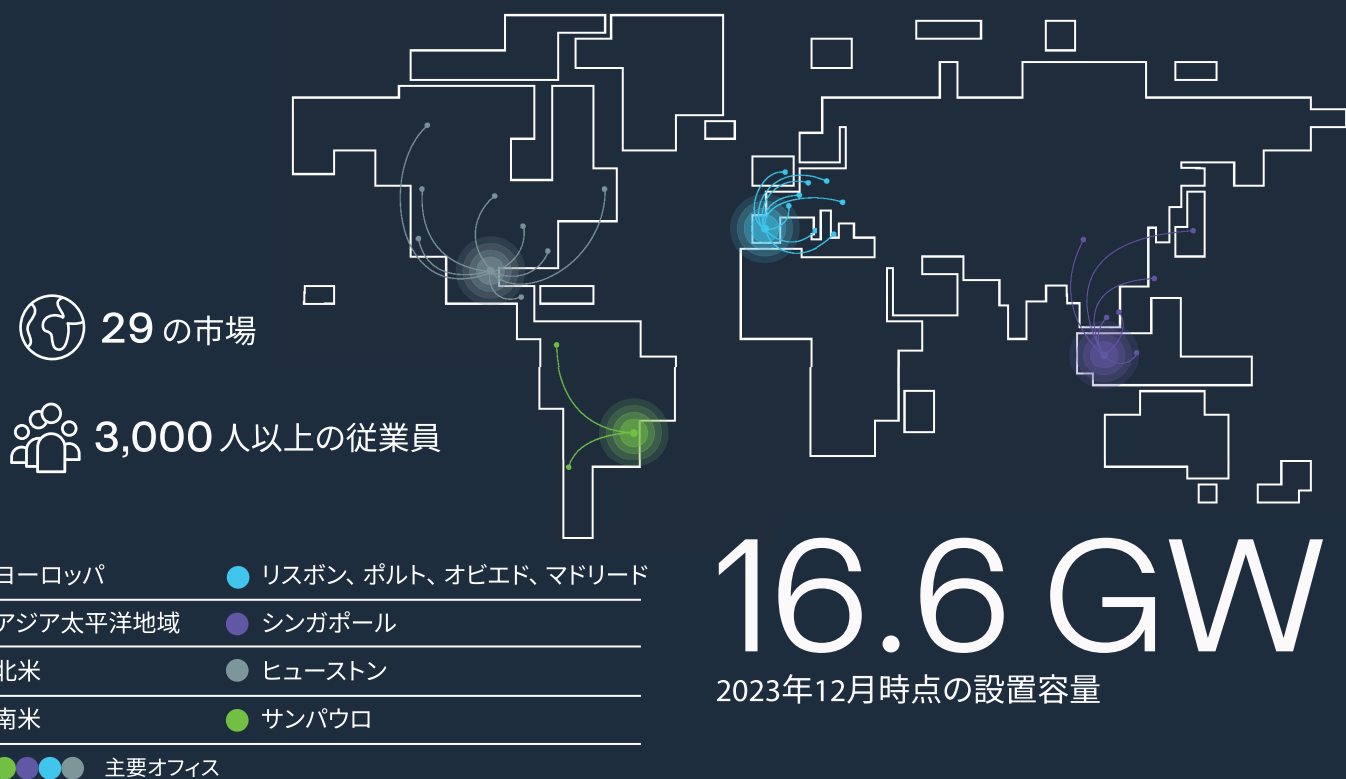 29 の市場
3,000 人以上の従業員
ヨーロッパ リスボン、ポルト、オビエド、マドリード
アジア太平洋地域 シンガポール
北米 ヒューストン
南米 サンパウロ
主要オフィス
16.6 GW
2023年12月時点の設置容量